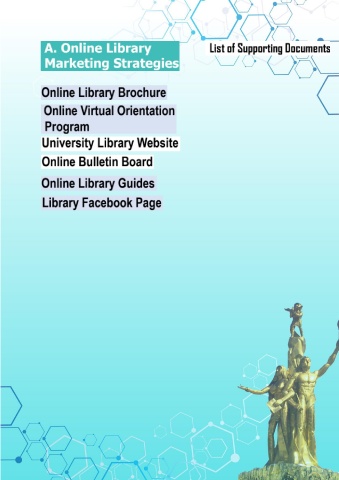 A. Online Library
Marketing Strategies
List of Supporting Documents
Online Library Brochure
Online Virtual Orientation
Program
University Library Website
Online Bulletin Board
Online Library Guides
Library Facebook Page